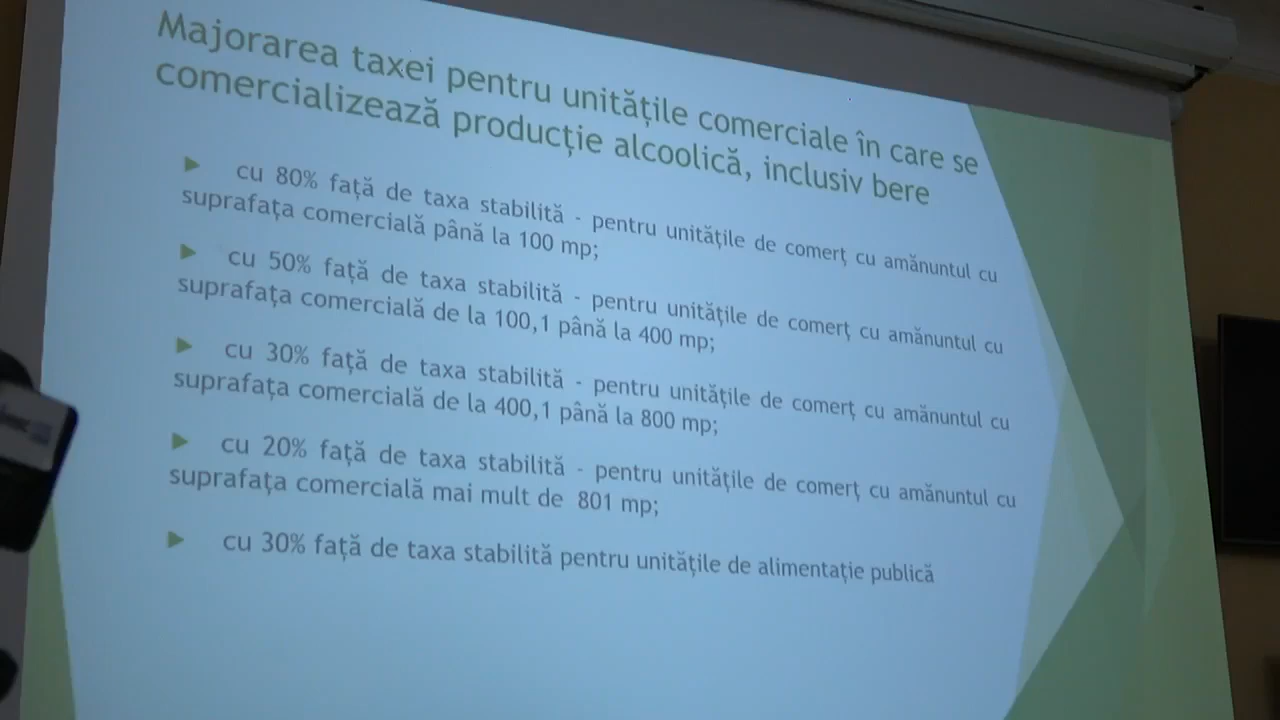 Majorarea taxei pentru unitățile comerciale în care se
comercializează producție alcoolică, inclusiv bere
cu 80% față de taxa stabilită - pentru unitățile de comerț cu amănuntul cu
suprafața comercială până la 100 mp;
cu 50% față de taxa stabilită - pentru unitățile de comerț cu amănuntul cu
suprafața comercială de la 100,1 până la 400 mp;
cu 30% față de taxa stabilită - pentru unitățile de comerț cu amănuntul cu
suprafața comercială de la 400,1 până la 800 mp;
cu 20% față de taxa stabilită - pentru unitățile de comerț cu amănuntul cu
suprafața comercială mai mult de 801 mp;
cu 30% față de taxa stabilită pentru unitățile de alimentație publică